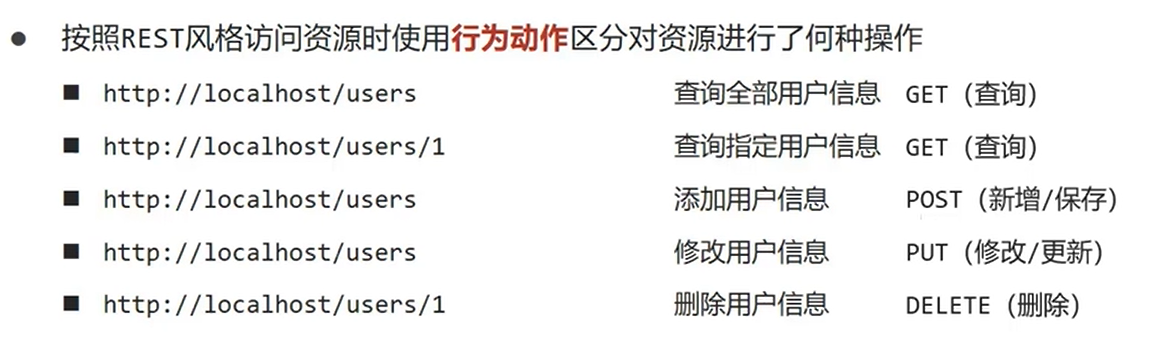 ● 按照REST风格访问资源时使用行为动作区分对资源进行了何种操作
■ http://localhost/users 查询全部用户信息 GET（查询）
■ http://localhost/users/1 查询指定用户信息 GET（查询）
■ http://localhost/users 添加用户信息 POST（新增/保存）
■ http://localhost/users 修改用户信息 PUT（修改/更新）
■ http://localhost/users/1 删除用户信息 DELETE（删除）